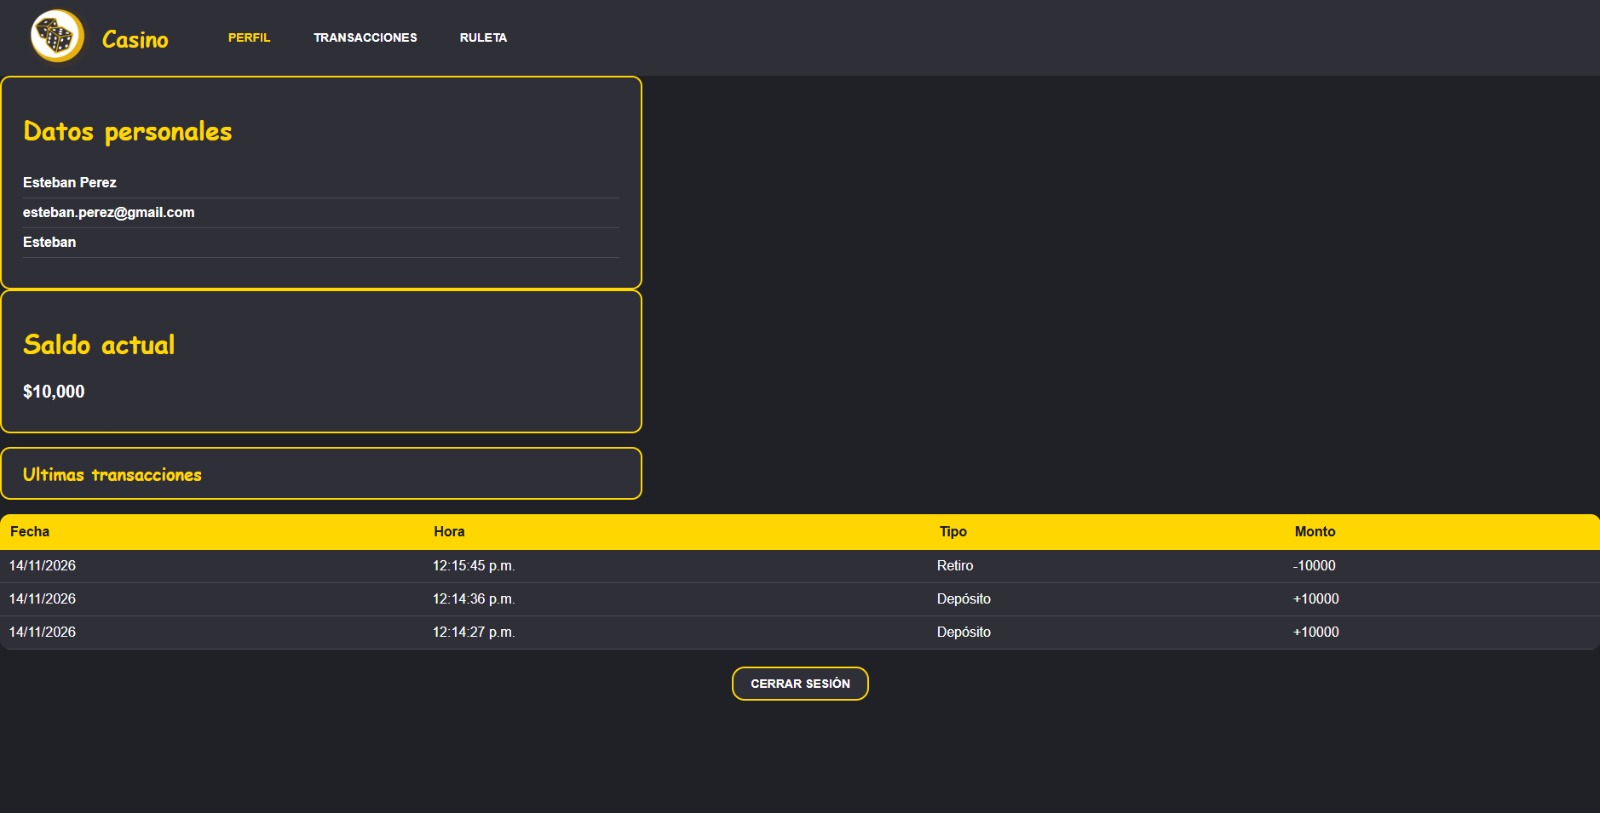 Casino PERFIL TRANSACCIONES RULETA
Datos personales
Esteban Perez
esteban.perez@gmail.com
Esteban
Saldo actual
$10,000
Ultimas transacciones
Fecha Hora Tipo Monto
14/11/2026 12:15:45 p.m. Retiro -10000
14/11/2026 12:14:36 p.m. Depósito +10000
14/11/2026 12:14:27 p.m. Depósito +10000
CERRAR SESIÓN